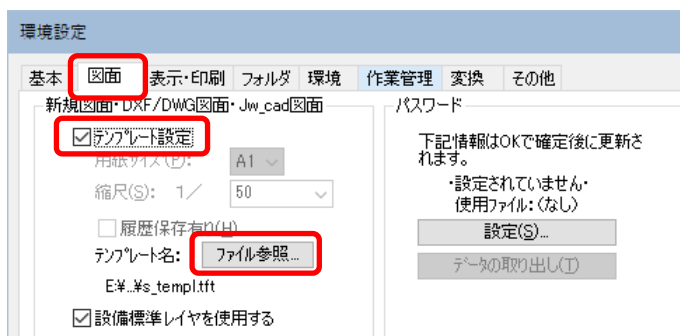 環境設定
基本 図面 表示・印刷 フォルダ 環境 作業管理 変換 その他
新規図面・DXF/DWG図面・Jw_cad図面
テンプレート設定
用紙サイズ(P): A1
縮尺(S): 1／ 50
履歴保存有り(H)
テンプレート名: ファイル参照...
E:¥..¥s_templ.tft
設備標準レイヤを使用する
パスワード
下記情報はOKで確定後に更新さ
れます。
・設定されていません・
使用ファイル:(なし)
設定(S)...
データの取り出し(T)